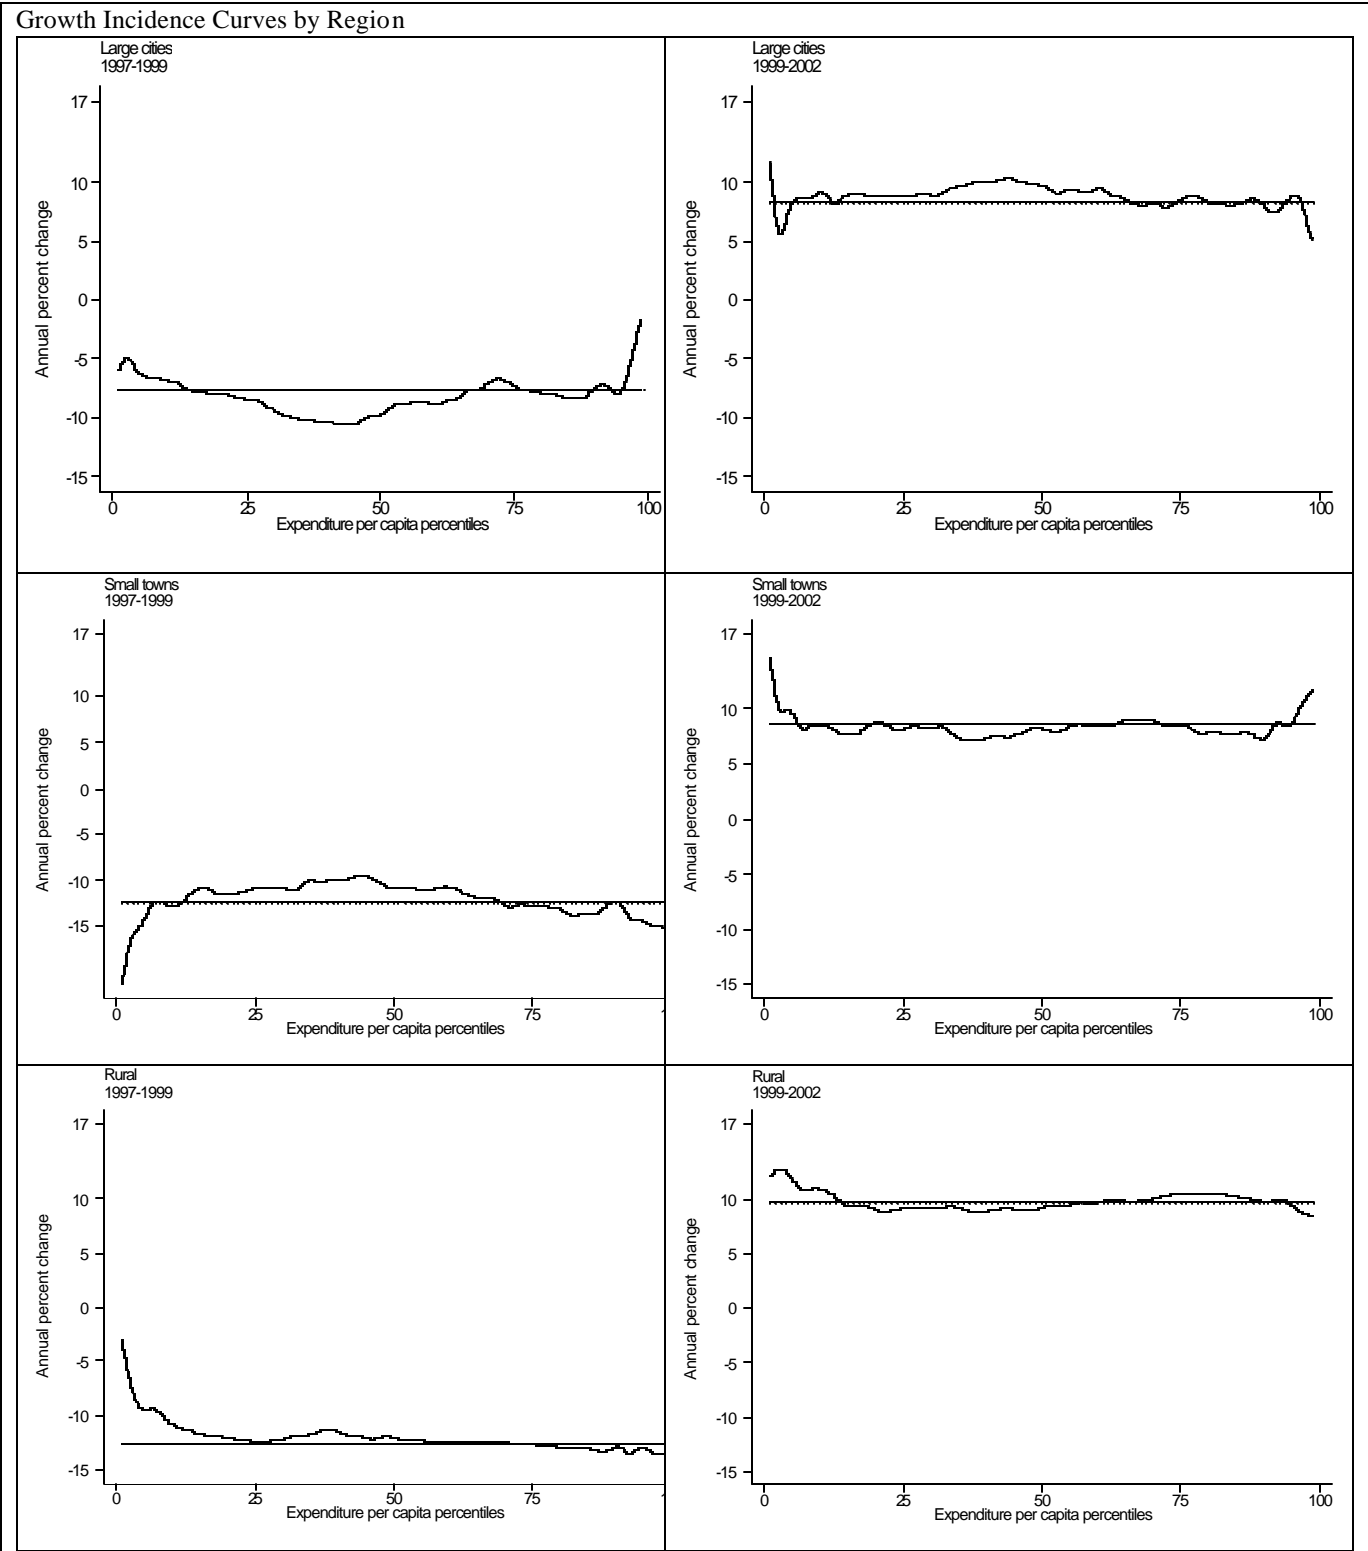 Growth Incidence Curves by Region
Large cities
1997-1999
17
10
5
0
-5
-10
-15
Annual percent change
0 25 50 75 100
Expenditure per capita percentiles
Large cities
1999-2002
17
10
5
0
-5
-10
-15
Annual percent change
0 25 50 75 100
Expenditure per capita percentiles
Small towns
1997-1999
17
10
5
0
-5
-10
-15
Annual percent change
0 25 50 75
Expenditure per capita percentiles
Small towns
1999-2002
17
10
5
0
-5
-10
-15
Annual percent change
0 25 50 75 100
Expenditure per capita percentiles
Rural
1997-1999
17
10
5
0
-5
-10
-15
Annual percent change
0 25 50 75
Expenditure per capita percentiles
Rural
1999-2002
17
10
5
0
-5
-10
-15
Annual percent change
0 25 50 75 100
Expenditure per capita percentiles